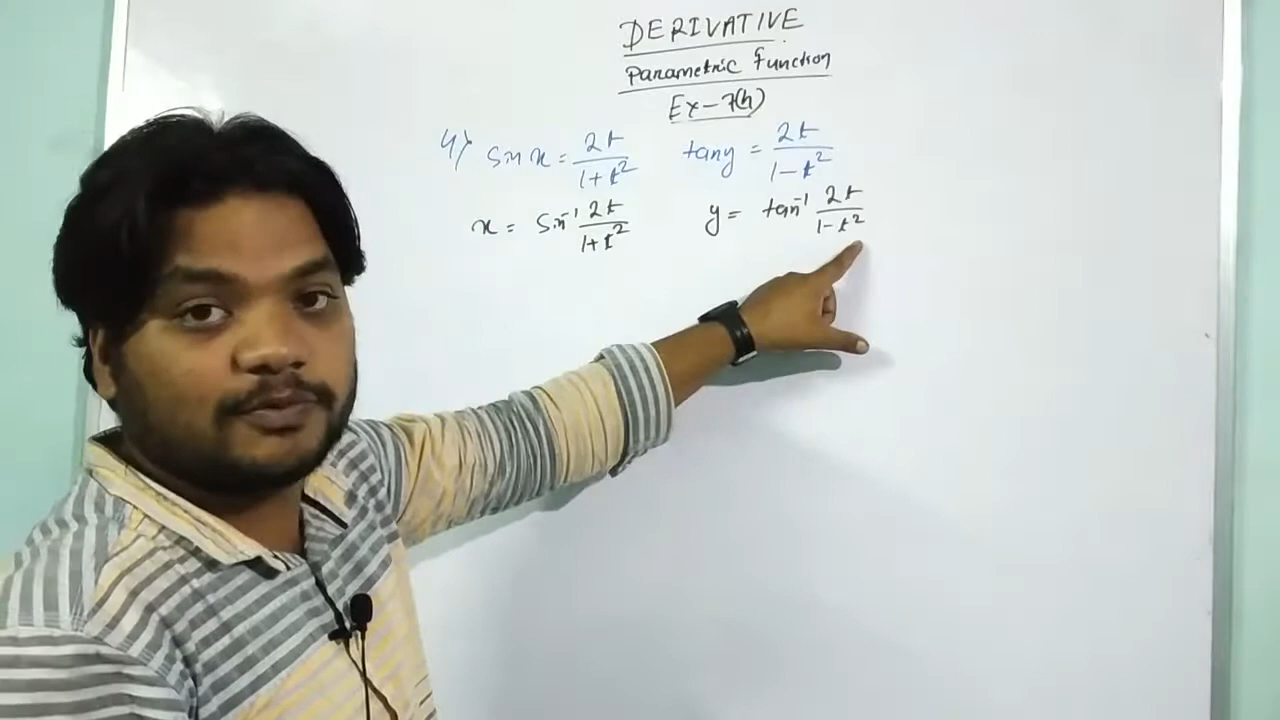 DERIVATIVE
Parametric Function
Ex-7(h)
4) sin x = 2t/(1+t²) tan y = 2t/(1-t²)
x = sin⁻¹ 2t/(1+t²) y = tan⁻¹ 2t/(1-t²)